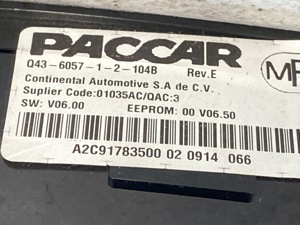 PACCAR
Q43-6057-1-2-104B Rev.E
Continental Automotive S.A de C.V.
Suplier Code:01035AC/QAC:3
SW: V06.00 EEPROM: 00.V06.50
A2C91783500 02 0914 066